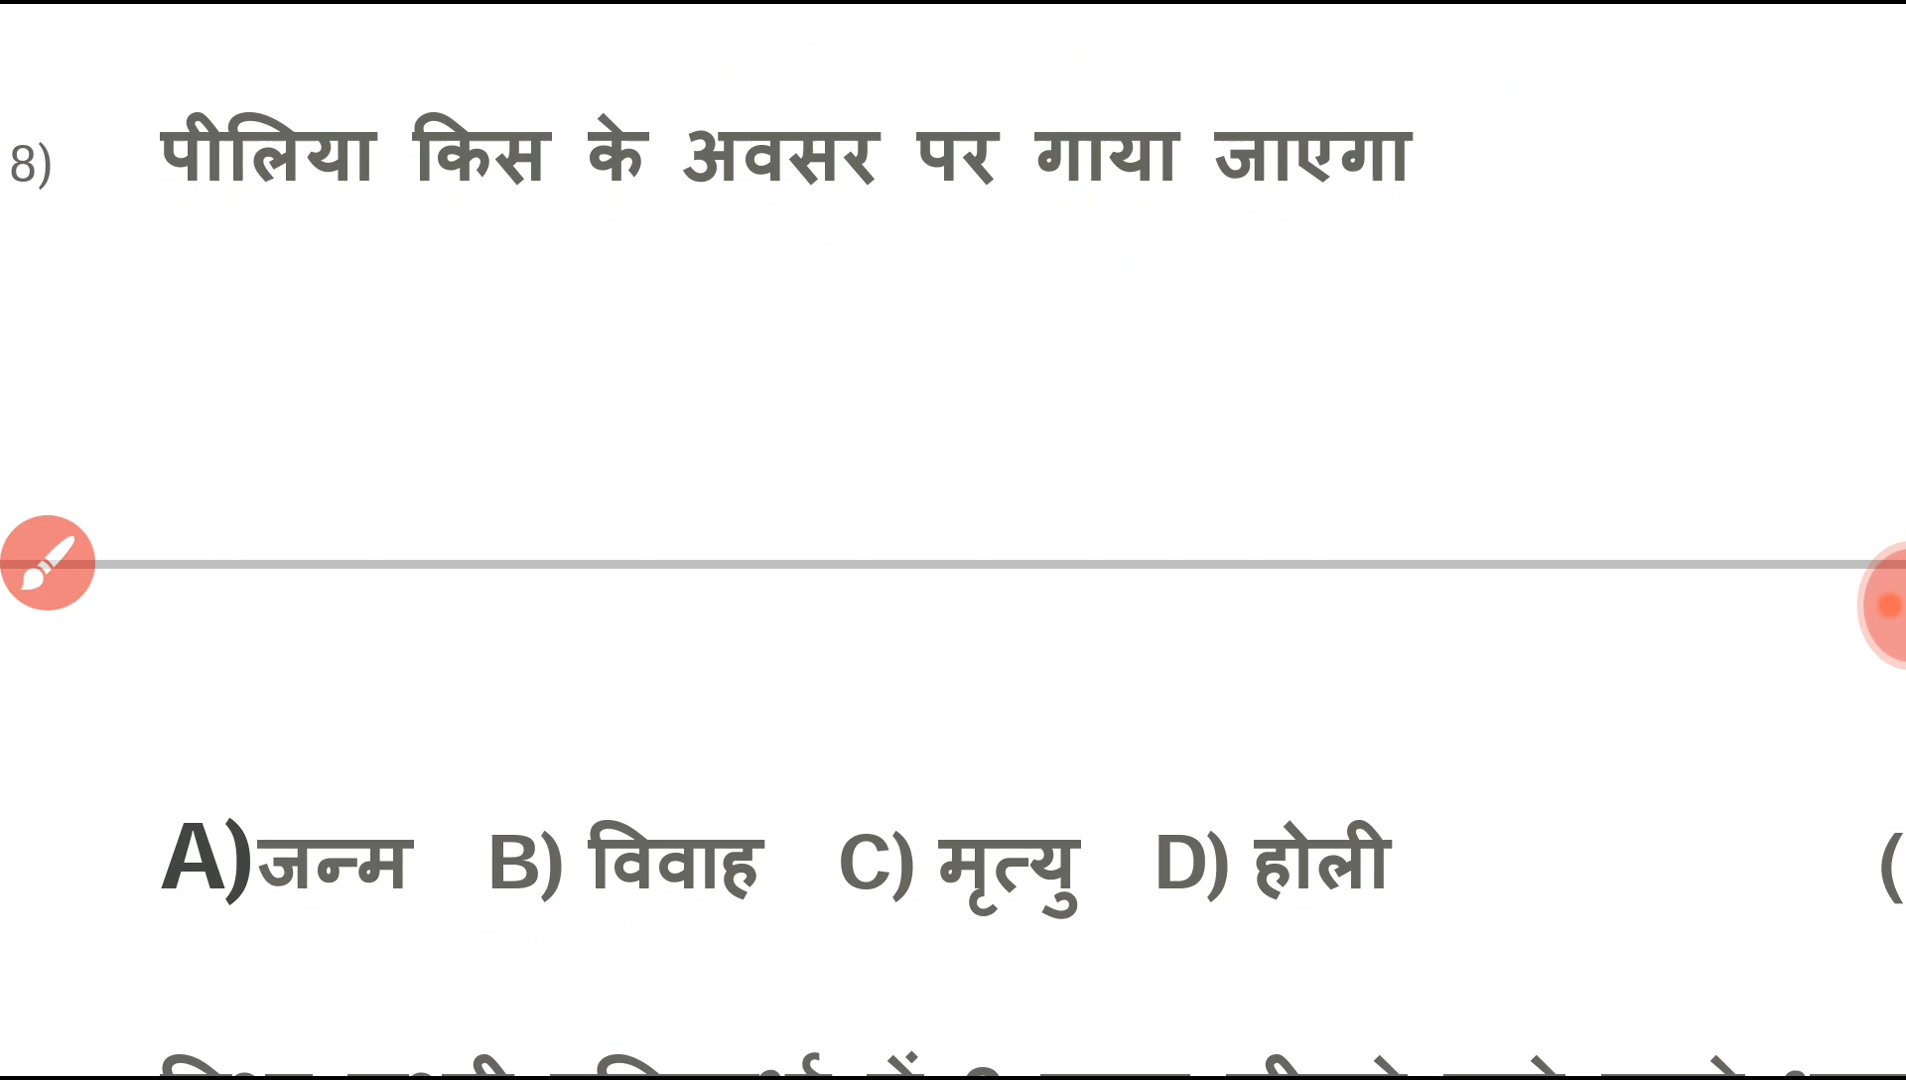 8) पीलिया किस के अवसर पर गाया जाएगा
A)जन्म B) विवाह C) मृत्यु D) होली (